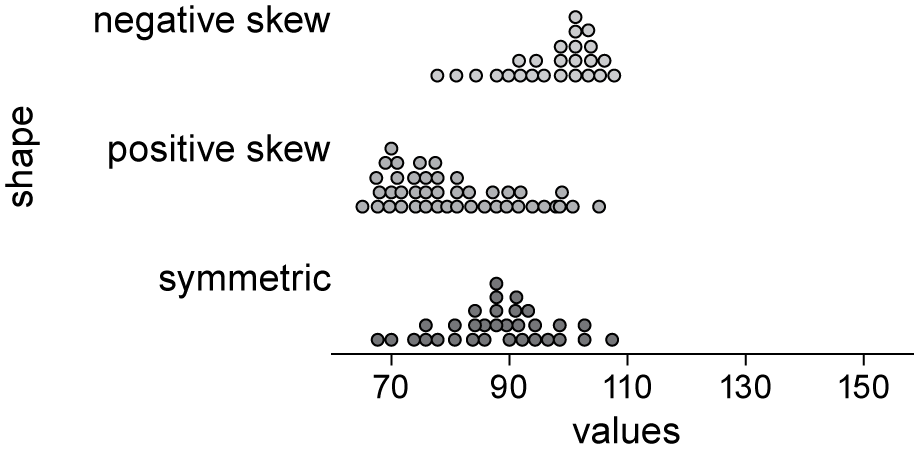 negative skew
positive skew
symmetric
shape
70 90 110 130 150
values